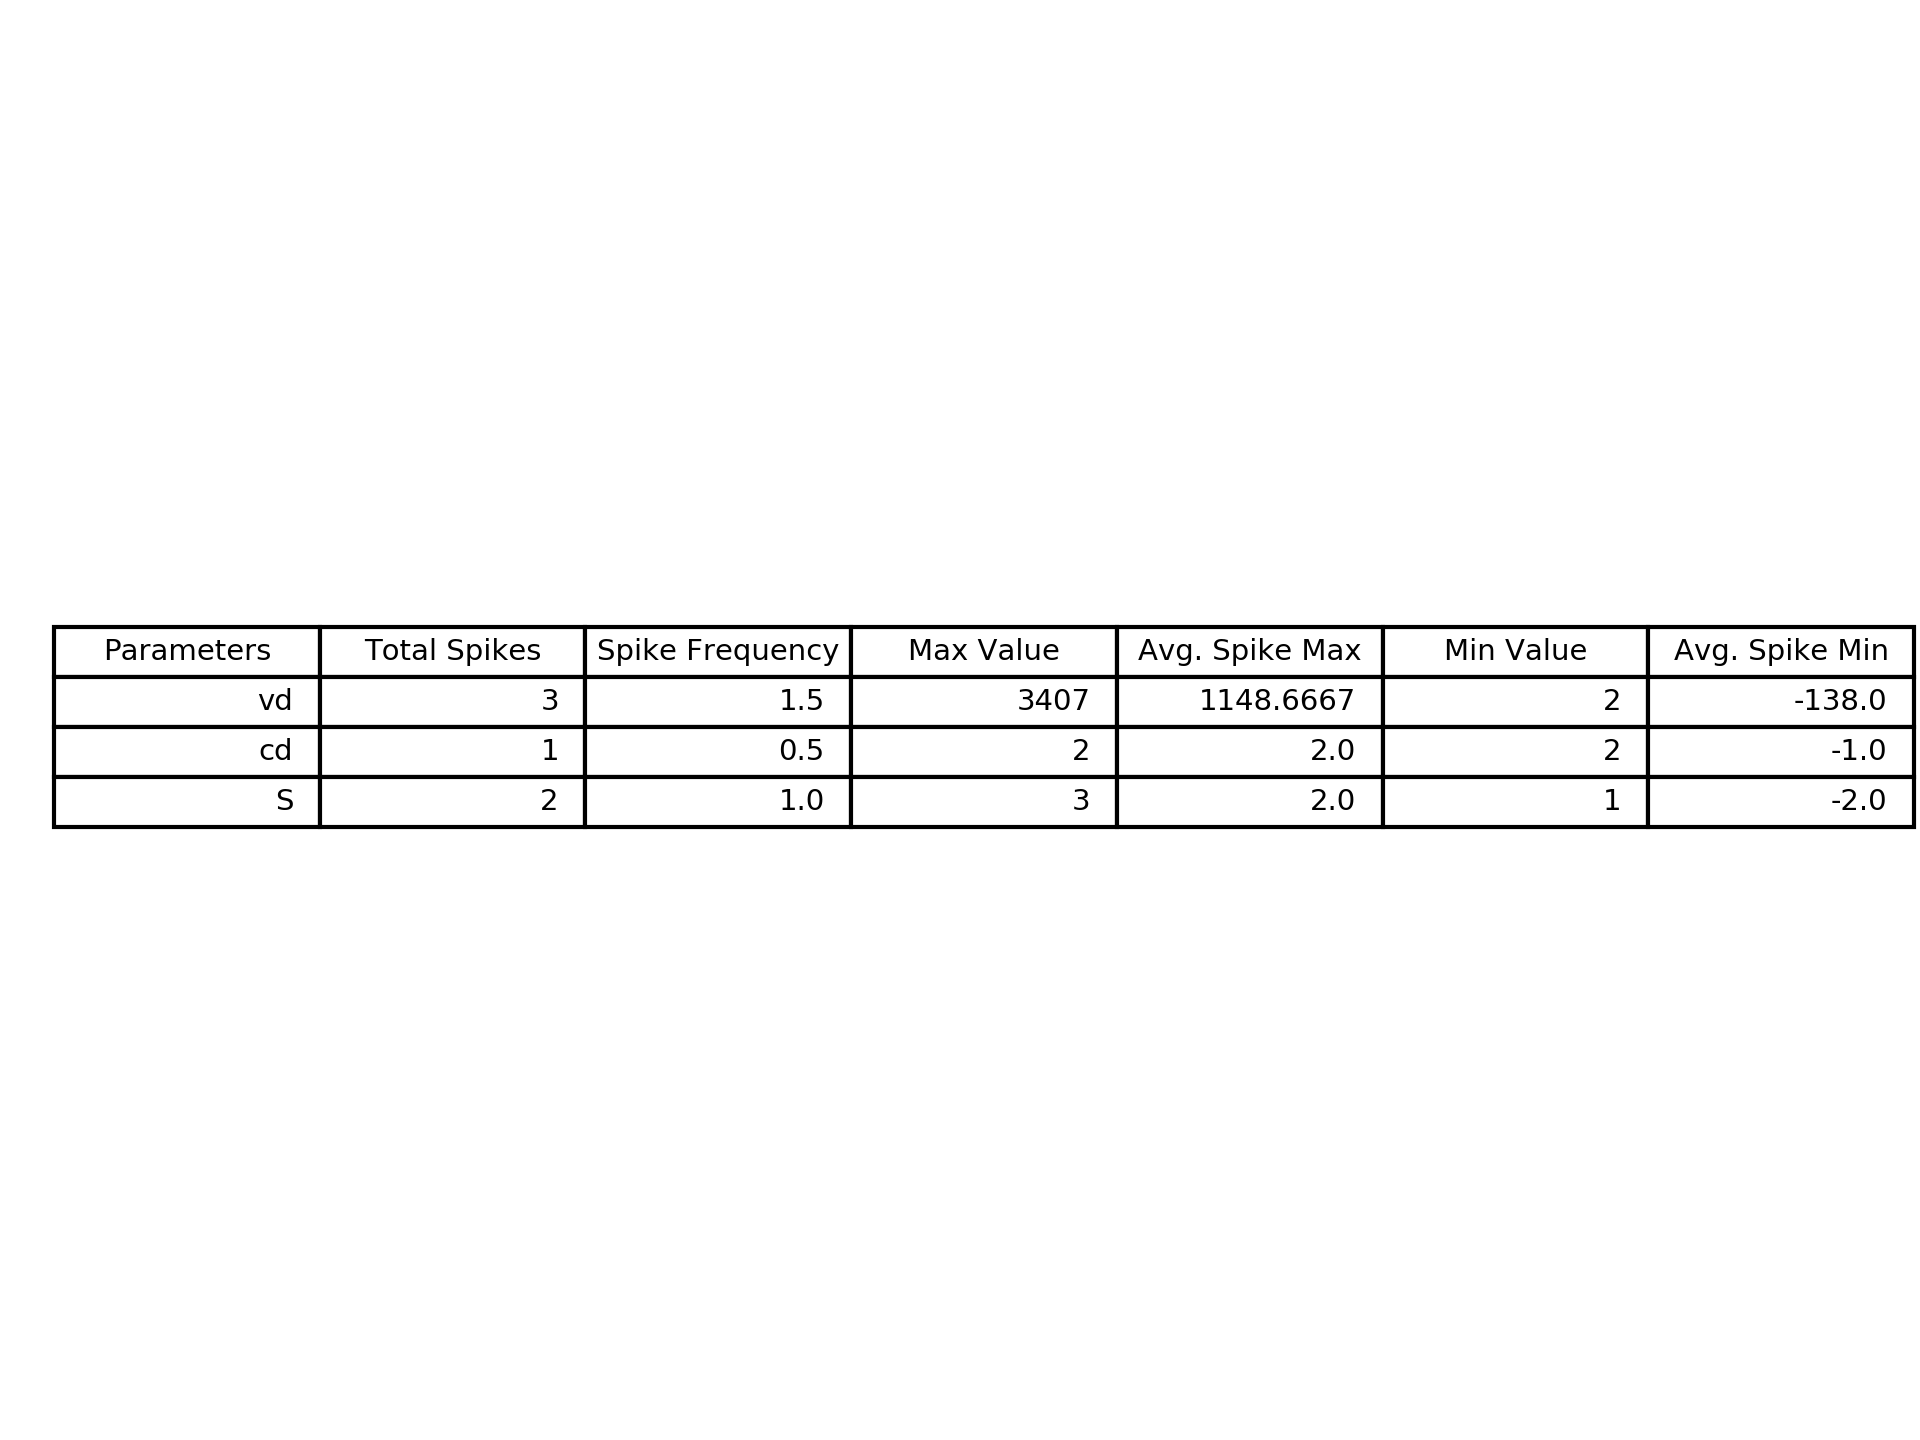 Parameters Total Spikes Spike Frequency Max Value Avg. Spike Max Min Value Avg. Spike Min
vd 3 1.5 3407 1148.6667 2 -138.0
cd 1 0.5 2 2.0 2 -1.0
S 2 1.0 3 2.0 1 -2.0